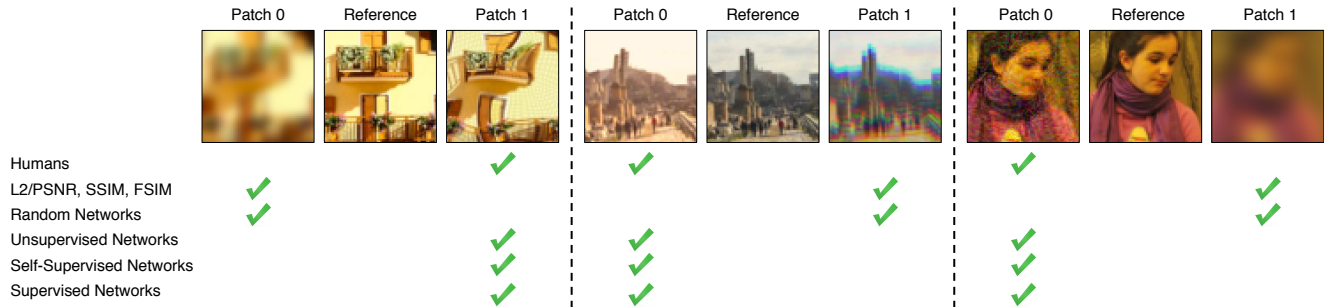 Patch 0 Reference Patch 1 Patch 0 Reference Patch 1 Patch 0 Reference Patch 1
Humans
L2/PSNR, SSIM, FSIM
Random Networks
Unsupervised Networks
Self-Supervised Networks
Supervised Networks